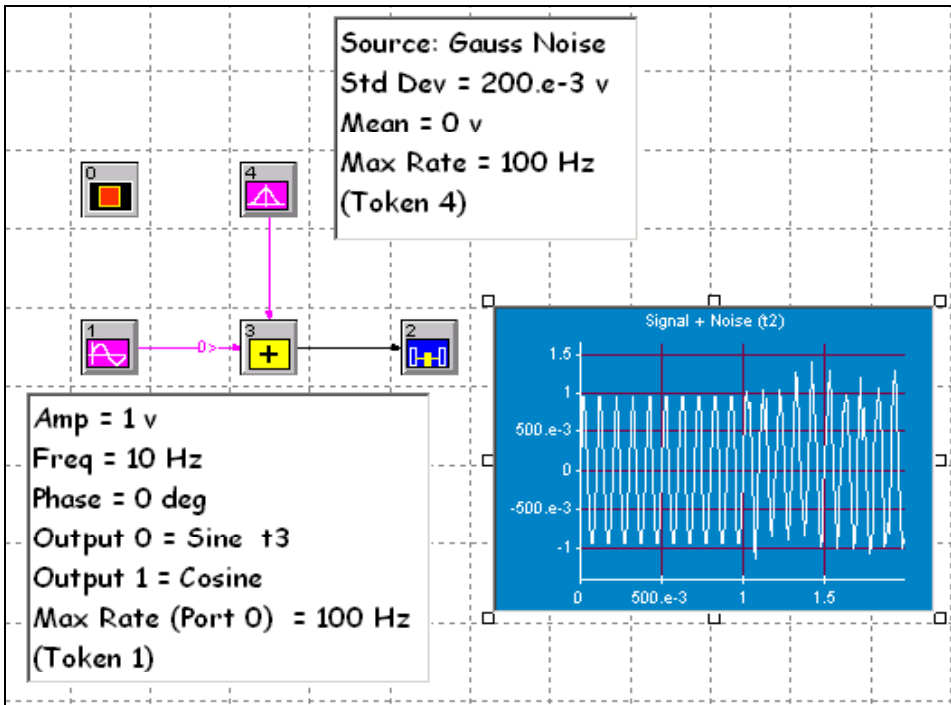 Source: Gauss Noise
Std Dev = 200.e-3 v
Mean = 0 v
Max Rate = 100 Hz
(Token 4)
0
4
1
0>
3
+
2
Amp = 1 v
Freq = 10 Hz
Phase = 0 deg
Output 0 = Sine t3
Output 1 = Cosine
Max Rate (Port 0) = 100 Hz
(Token 1)
Signal + Noise (t2)
1.5
1
500.e-3
0
-500.e-3
-1
0 500.e-3 1 1.5